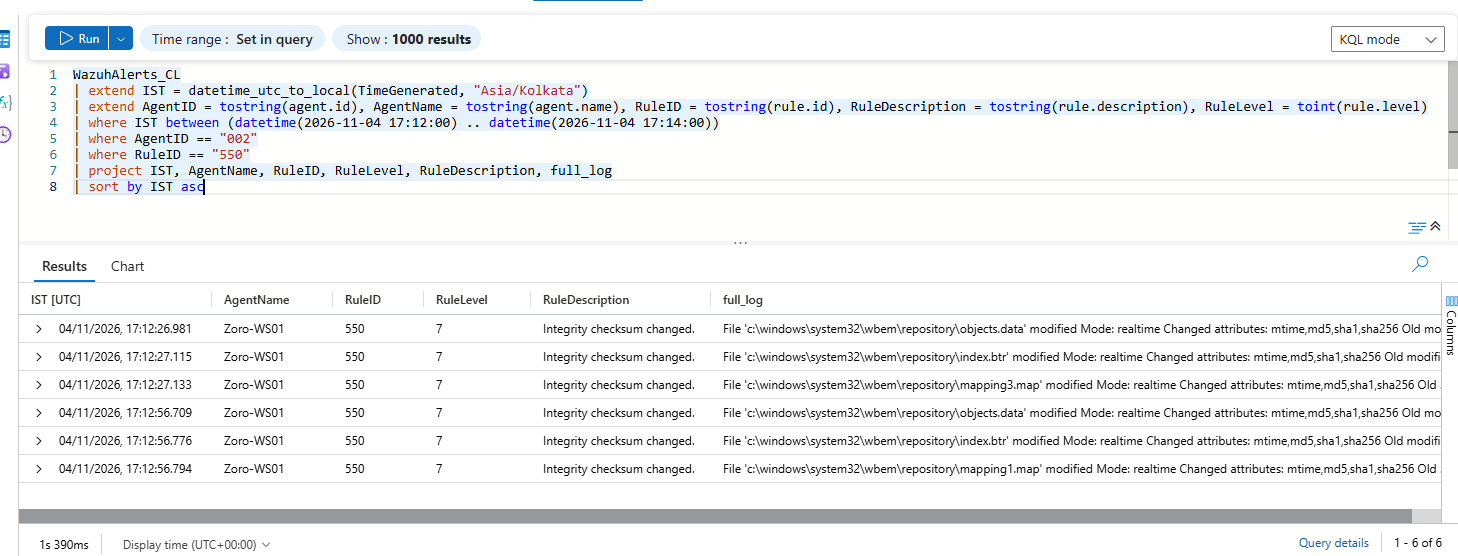 Run
Time range : Set in query
Show : 1000 results
KQL mode
1 WazuhAlerts_CL
2 | extend IST = datetime_utc_to_local(TimeGenerated, "Asia/Kolkata")
3 | extend AgentID = tostring(agent.id), AgentName = tostring(agent.name), RuleID = tostring(rule.id), RuleDescription = tostring(rule.description), RuleLevel = toint(rule.level)
4 | where IST between (datetime(2026-11-04 17:12:00) .. datetime(2026-11-04 17:14:00))
5 | where AgentID == "002"
6 | where RuleID == "550"
7 | project IST, AgentName, RuleID, RuleLevel, RuleDescription, full_log
8 | sort by IST asc
Results Chart
IST [UTC] AgentName RuleID RuleLevel RuleDescription full_log
04/11/2026, 17:12:26.981 Zoro-WS01 550 7 Integrity checksum changed. File 'c:\windows\system32\wbem\repository\objects.data' modified Mode: realtime Changed attributes: mtime,md5,sha1,sha256 Old mo
04/11/2026, 17:12:27.115 Zoro-WS01 550 7 Integrity checksum changed. File 'c:\windows\system32\wbem\repository\index.btr' modified Mode: realtime Changed attributes: mtime,md5,sha1,sha256 Old modifi
04/11/2026, 17:12:27.133 Zoro-WS01 550 7 Integrity checksum changed. File 'c:\windows\system32\wbem\repository\mapping3.map' modified Mode: realtime Changed attributes: mtime,md5,sha1,sha256 Old
04/11/2026, 17:12:56.709 Zoro-WS01 550 7 Integrity checksum changed. File 'c:\windows\system32\wbem\repository\objects.data' modified Mode: realtime Changed attributes: mtime,md5,sha1,sha256 Old mo
04/11/2026, 17:12:56.776 Zoro-WS01 550 7 Integrity checksum changed. File 'c:\windows\system32\wbem\repository\index.btr' modified Mode: realtime Changed attributes: mtime,md5,sha1,sha256 Old modifi
04/11/2026, 17:12:56.794 Zoro-WS01 550 7 Integrity checksum changed. File 'c:\windows\system32\wbem\repository\mapping1.map' modified Mode: realtime Changed attributes: mtime,md5,sha1,sha256 Old
Columns
1s 390ms
Display time (UTC+00:00)
Query details
1 - 6 of 6